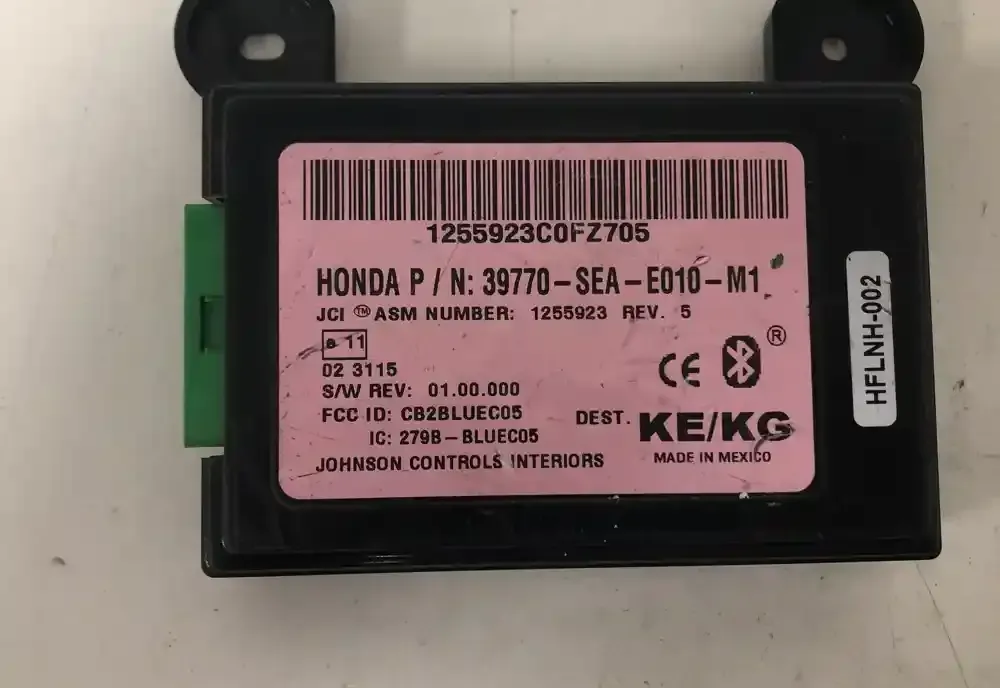 1255923C0FZ705
HONDA P / N: 39770-SEA-E010-M1
JCI ™ ASM NUMBER: 1255923 REV. 5
e 11
02 3115
S/W REV: 01.00.000
FCC ID: CB2BLUEC05
IC: 279B-BLUEC05
JOHNSON CONTROLS INTERIORS
CE
®
DEST. KE/KG
MADE IN MEXICO
HFLNH-002